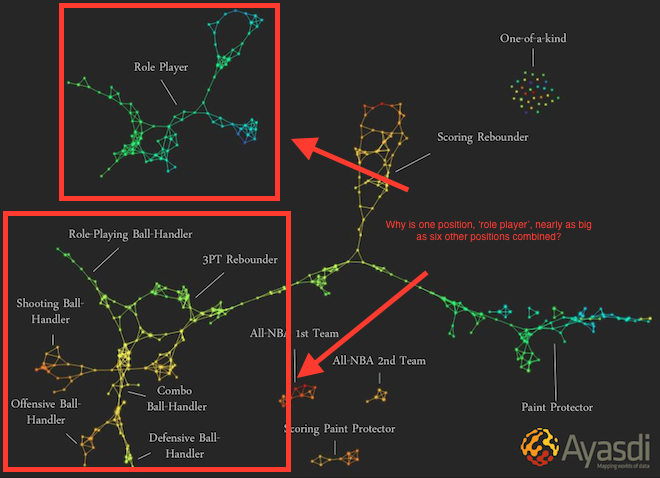 One-of-a-kind
Role Player
Scoring Rebounder
Why is one position, 'role player', nearly as big
as six other positions combined?
Role-Playing Ball-Handler
3PT Rebounder
Shooting Ball-
Handler
All-NBA 1st Team
All-NBA 2nd Team
Combo
Ball-Handler
Offensive Ball-
Handler
Paint Protector
Scoring Paint Protector
Defensive Ball-
Handler
Ayasdi
Mapping worlds of data